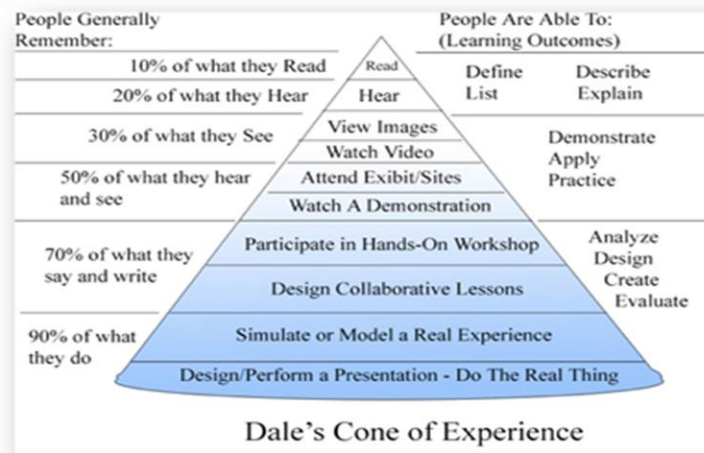 People Generally
Remember:
10% of what they Read
20% of what they Hear
30% of what they See
50% of what they hear
and see
70% of what they
say and write
90% of what
they do
Read
Hear
View Images
Watch Video
Attend Exibit/Sites
Watch A Demonstration
Participate in Hands-On Workshop
Design Collaborative Lessons
Simulate or Model a Real Experience
Design/Perform a Presentation - Do The Real Thing
People Are Able To:
(Learning Outcomes)
Define Describe
List Explain
Demonstrate
Apply
Practice
Analyze
Design
Create
Evaluate
Dale's Cone of Experience